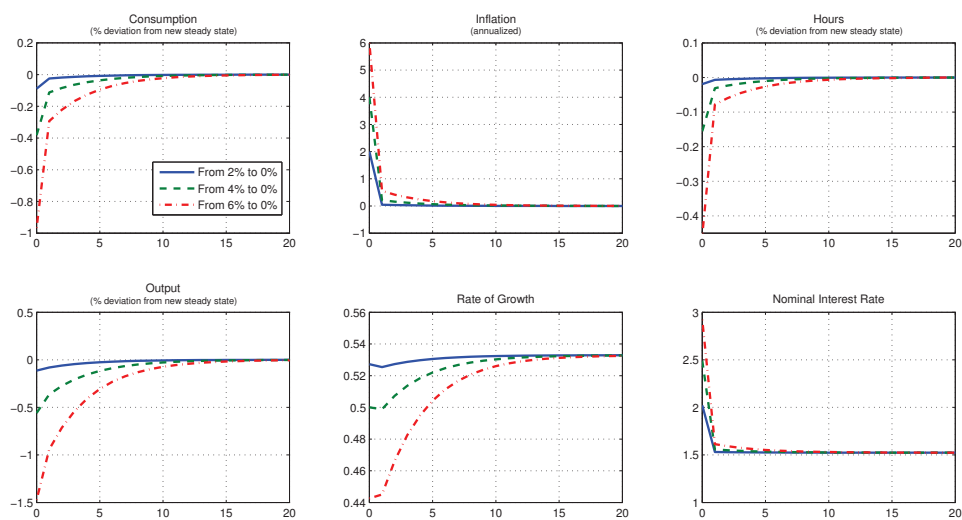 Consumption
(% deviation from new steady state)
0.2
0
−0.2
−0.4
−0.6
−0.8
−1
0 5 10 15 20
From 2% to 0%
From 4% to 0%
From 6% to 0%
Inflation
(annualized)
6
5
4
3
2
1
0
−1
0 5 10 15 20
Hours
(% deviation from new steady state)
0.1
0
−0.1
−0.2
−0.3
−0.4
0 5 10 15 20
Output
(% deviation from new steady state)
0.5
0
−0.5
−1
−1.5
0 5 10 15 20
Rate of Growth
0.56
0.54
0.52
0.5
0.48
0.46
0.44
0 5 10 15 20
Nominal Interest Rate
3
2.5
2
1.5
1
0 5 10 15 20